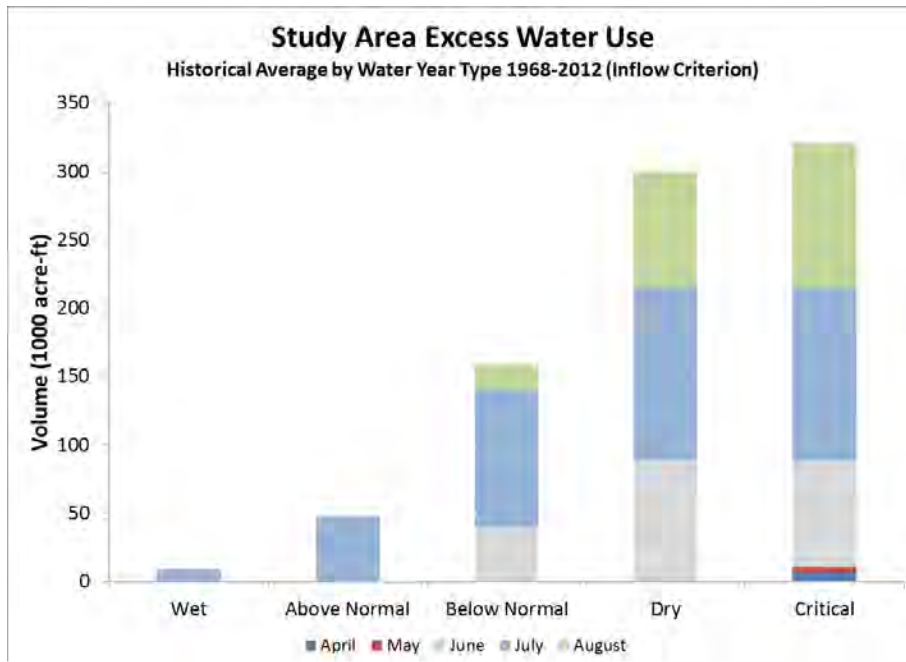 Study Area Excess Water Use
Historical Average by Water Year Type 1968-2012 (Inflow Criterion)
Volume (1000 acre-ft)
350
300
250
200
150
100
50
0
Wet Above Normal Below Normal Dry Critical
April May June July August